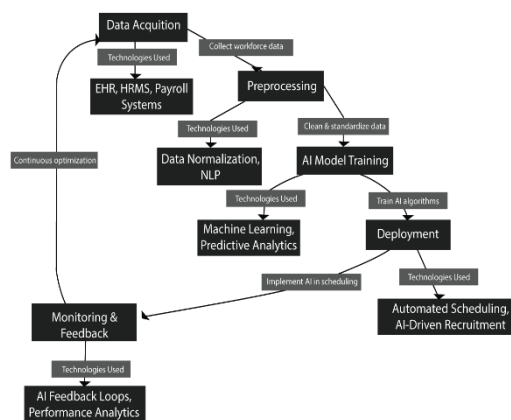 Data Acqution
Collect workforce data
Technologies Used
EHR, HRMS, Payroll
Systems
Preprocessing
Technologies Used
Clean & standardize data
Data Normalization,
NLP
AI Model Training
Continuous optimization
Technologies Used
Train AI algorithms
Machine Learning,
Predictive Analytics
Deployment
Implement AI in scheduling
Technologies Used
Automated Scheduling,
AI-Driven Recruitment
Monitoring &
Feedback
Technologies Used
AI Feedback Loops,
Performance Analytics